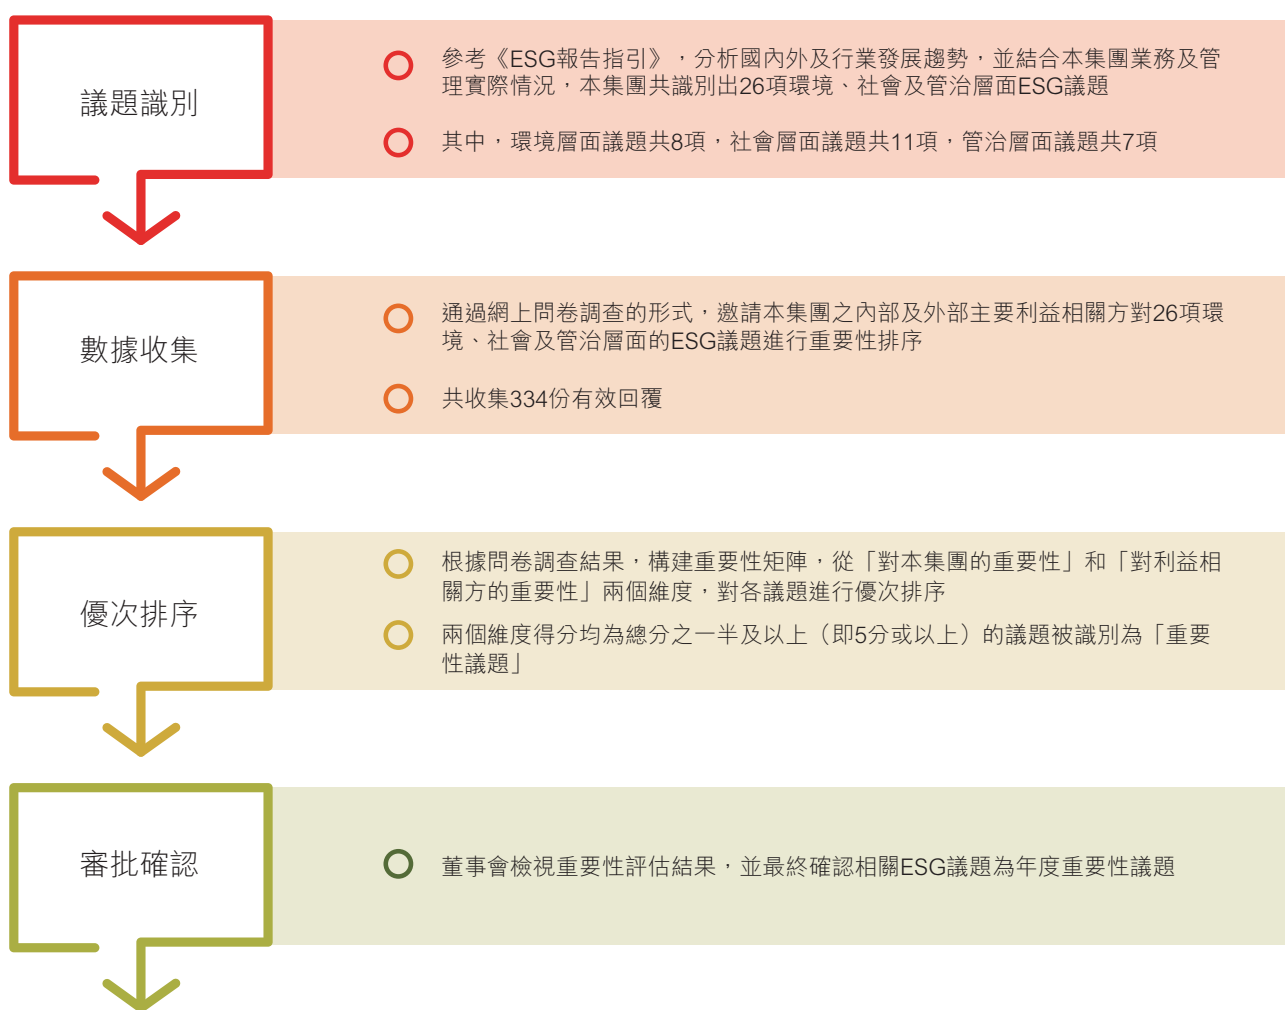 議題識別
參考《ESG報告指引》，分析國內外及行業發展趨勢，並結合本集團業務及管
理實際情況，本集團共識別出26項環境、社會及管治層面ESG議題
其中，環境層面議題共8項，社會層面議題共11項，管治層面議題共7項
數據收集
通過網上問卷調查的形式，邀請本集團之內部及外部主要利益相關方對26項環
境、社會及管治層面的ESG議題進行重要性排序
共收集334份有效回覆
優次排序
根據問卷調查結果，構建重要性矩陣，從「對本集團的重要性」和「對利益相
關方的重要性」兩個維度，對各議題進行優次排序
兩個維度得分均為總分之一半及以上（即5分或以上）的議題被識別為「重要
性議題」
審批確認
董事會檢視重要性評估結果，並最終確認相關ESG議題為年度重要性議題